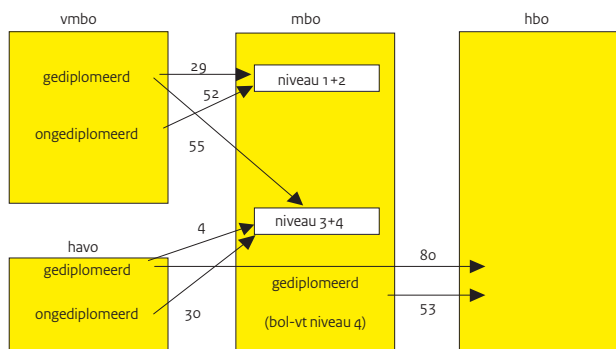 vmbo
mbo
hbo
gediplomeerd
29
niveau 1+2
52
ongediplomeerd
55
niveau 3+4
havo
4
gediplomeerd
80
gediplomeerd
ongediplomeerd
30
(bol-vt niveau 4)
53